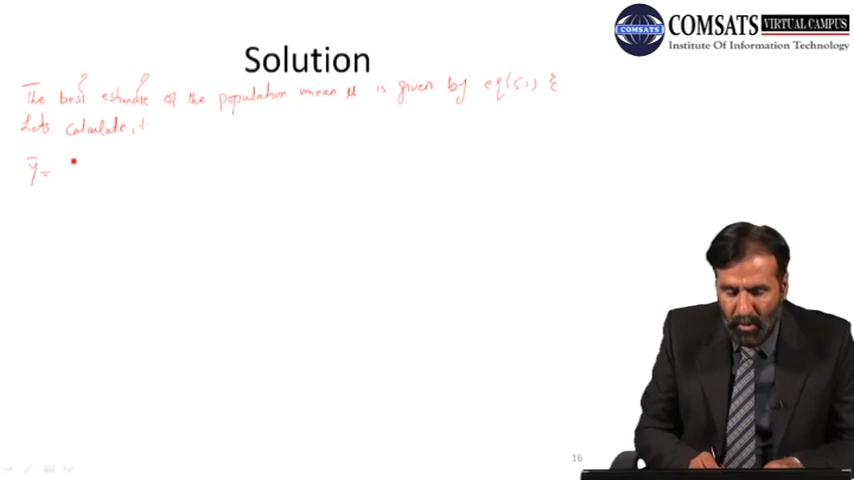 COMSATS VIRTUAL CAMPUS
Institute Of Information Technology
COMSATS
Solution
The best estimate of the population mean μ is given by eq(5.1) &
Lets calculate it
ȳ =
16